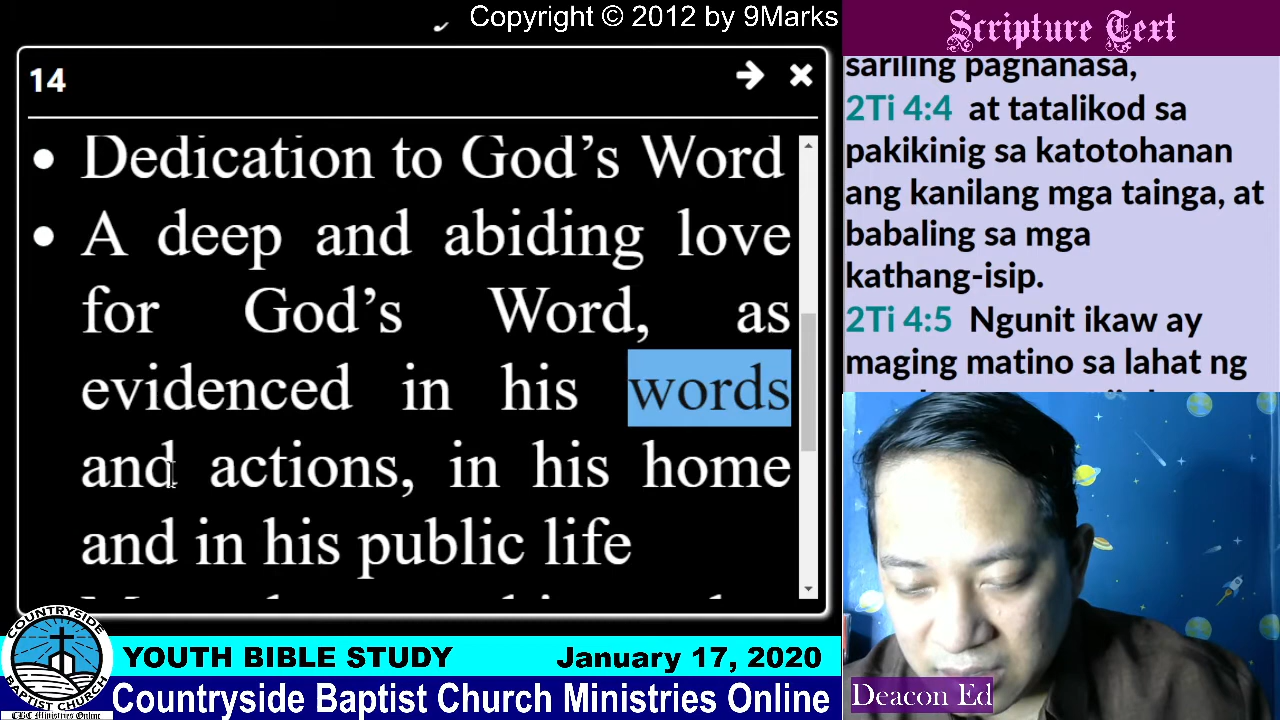 Copyright © 2012 by 9Marks
14
• Dedication to God’s Word
• A deep and abiding love
for God’s Word, as
evidenced in his words
and actions, in his home
and in his public life
Scripture Text
sariling pagnanasa,
2Ti 4:4 at tatalikod sa
pakikinig sa katotohanan
ang kanilang mga tainga, at
babaling sa mga
kathang-isip.
2Ti 4:5 Ngunit ikaw ay
maging matino sa lahat ng
Deacon Ed
COUNTRYSIDE
BAPTIST CHURCH
CBC Ministries Online
YOUTH BIBLE STUDY January 17, 2020
Countryside Baptist Church Ministries Online